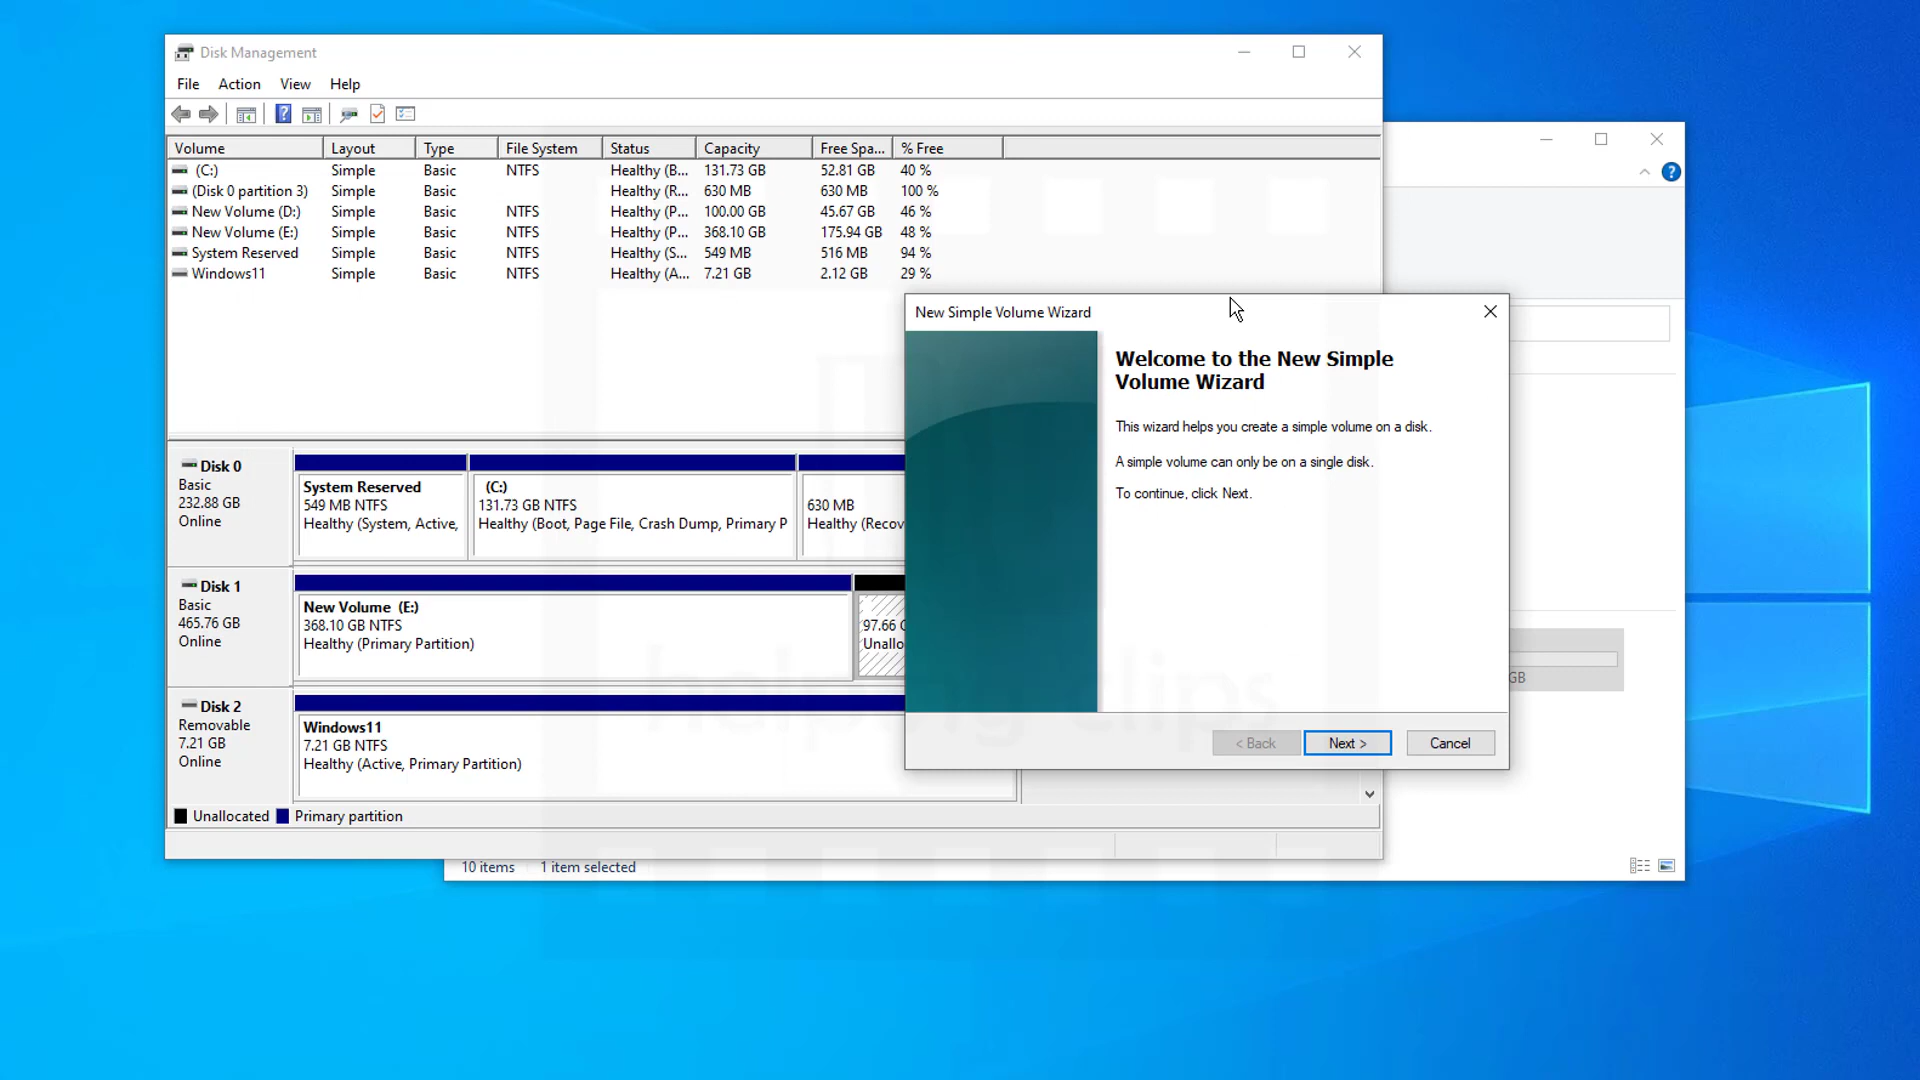 Disk Management
File Action View Help
Volume Layout Type File System Status Capacity Free Spa... % Free
(C:) Simple Basic NTFS Healthy (B... 131.73 GB 52.81 GB 40 %
(Disk 0 partition 3) Simple Basic Healthy (R... 630 MB 630 MB 100 %
New Volume (D:) Simple Basic NTFS Healthy (P... 100.00 GB 45.67 GB 46 %
New Volume (E:) Simple Basic NTFS Healthy (P... 368.10 GB 175.94 GB 48 %
System Reserved Simple Basic NTFS Healthy (S... 549 MB 516 MB 94 %
Windows11 Simple Basic NTFS Healthy (A... 7.21 GB 2.12 GB 29 %
Disk 0
Basic
232.88 GB
Online
System Reserved
549 MB NTFS
Healthy (System, Active,
(C:)
131.73 GB NTFS
Healthy (Boot, Page File, Crash Dump, Primary P
630 MB
Healthy (Recov
Disk 1
Basic
465.76 GB
Online
New Volume (E:)
368.10 GB NTFS
Healthy (Primary Partition)
97.66 G
Unallo
Disk 2
Removable
7.21 GB
Online
Windows11
7.21 GB NTFS
Healthy (Active, Primary Partition)
Unallocated Primary partition
New Simple Volume Wizard
Welcome to the New Simple
Volume Wizard
This wizard helps you create a simple volume on a disk.
A simple volume can only be on a single disk.
To continue, click Next.
< Back Next > Cancel
GB
10 items 1 item selected
helping clips